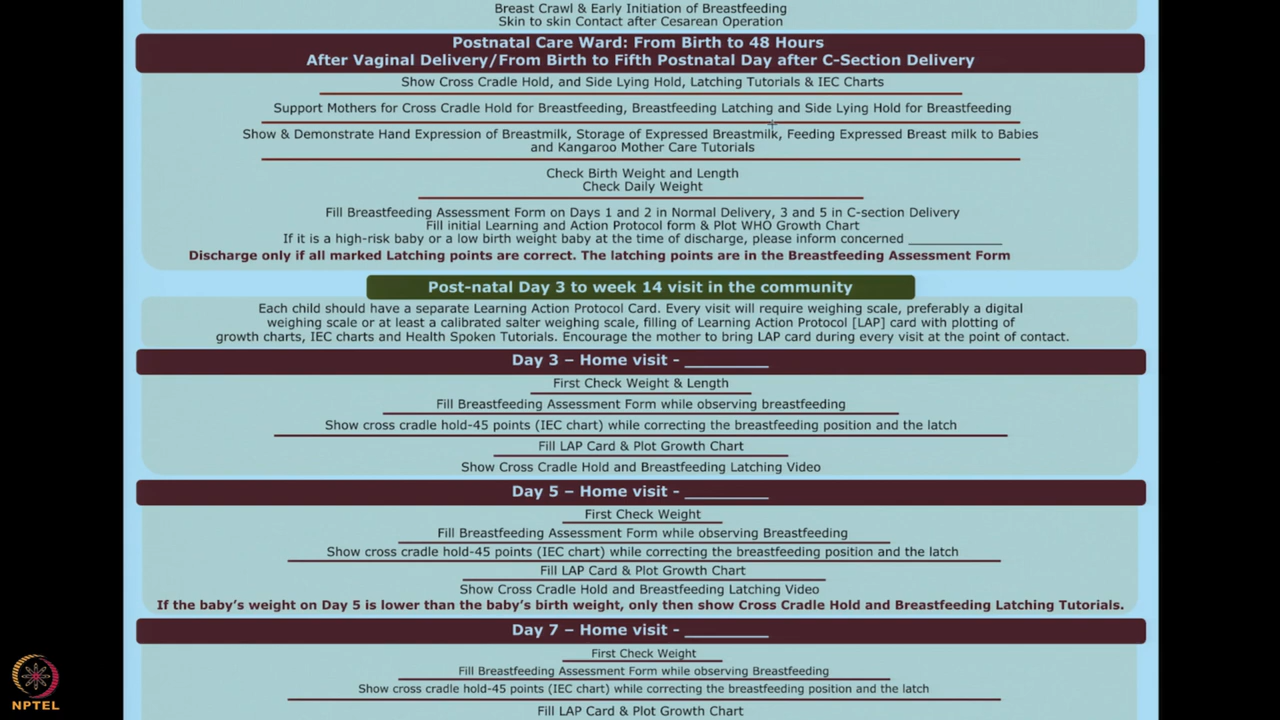 Breast Crawl & Early Initiation of Breastfeeding
Skin to skin Contact after Cesarean Operation
Postnatal Care Ward: From Birth to 48 Hours
After Vaginal Delivery/From Birth to Fifth Postnatal Day after C-Section Delivery
Show Cross Cradle Hold, and Side Lying Hold, Latching Tutorials & IEC Charts
Support Mothers for Cross Cradle Hold for Breastfeeding, Breastfeeding Latching and Side Lying Hold for Breastfeeding
Show & Demonstrate Hand Expression of Breastmilk, Storage of Expressed Breastmilk, Feeding Expressed Breast milk to Babies
and Kangaroo Mother Care Tutorials
Check Birth Weight and Length
Check Daily Weight
Fill Breastfeeding Assessment Form on Days 1 and 2 in Normal Delivery, 3 and 5 in C-section Delivery
Fill initial Learning and Action Protocol form & Plot WHO Growth Chart
If it is a high-risk baby or a low birth weight baby at the time of discharge, please inform concerned ____________
Discharge only if all marked Latching points are correct. The latching points are in the Breastfeeding Assessment Form
Post-natal Day 3 to week 14 visit in the community
Each child should have a separate Learning Action Protocol Card. Every visit will require weighing scale, preferably a digital
weighing scale or at least a calibrated salter weighing scale, filling of Learning Action Protocol [LAP] card with plotting of
growth charts, IEC charts and Health Spoken Tutorials. Encourage the mother to bring LAP card during every visit at the point of contact.
Day 3 – Home visit - _________
First Check Weight & Length
Fill Breastfeeding Assessment Form while observing breastfeeding
Show cross cradle hold-45 points (IEC chart) while correcting the breastfeeding position and the latch
Fill LAP Card & Plot Growth Chart
Show Cross Cradle Hold and Breastfeeding Latching Video
Day 5 – Home visit - _________
First Check Weight
Fill Breastfeeding Assessment Form while observing Breastfeeding
Show cross cradle hold-45 points (IEC chart) while correcting the breastfeeding position and the latch
Fill LAP Card & Plot Growth Chart
Show Cross Cradle Hold and Breastfeeding Latching Video
If the baby's weight on Day 5 is lower than the baby's birth weight, only then show Cross Cradle Hold and Breastfeeding Latching Tutorials.
Day 7 – Home visit - _________
First Check Weight
Fill Breastfeeding Assessment Form while observing Breastfeeding
Show cross cradle hold-45 points (IEC chart) while correcting the breastfeeding position and the latch
Fill LAP Card & Plot Growth Chart
NPTEL